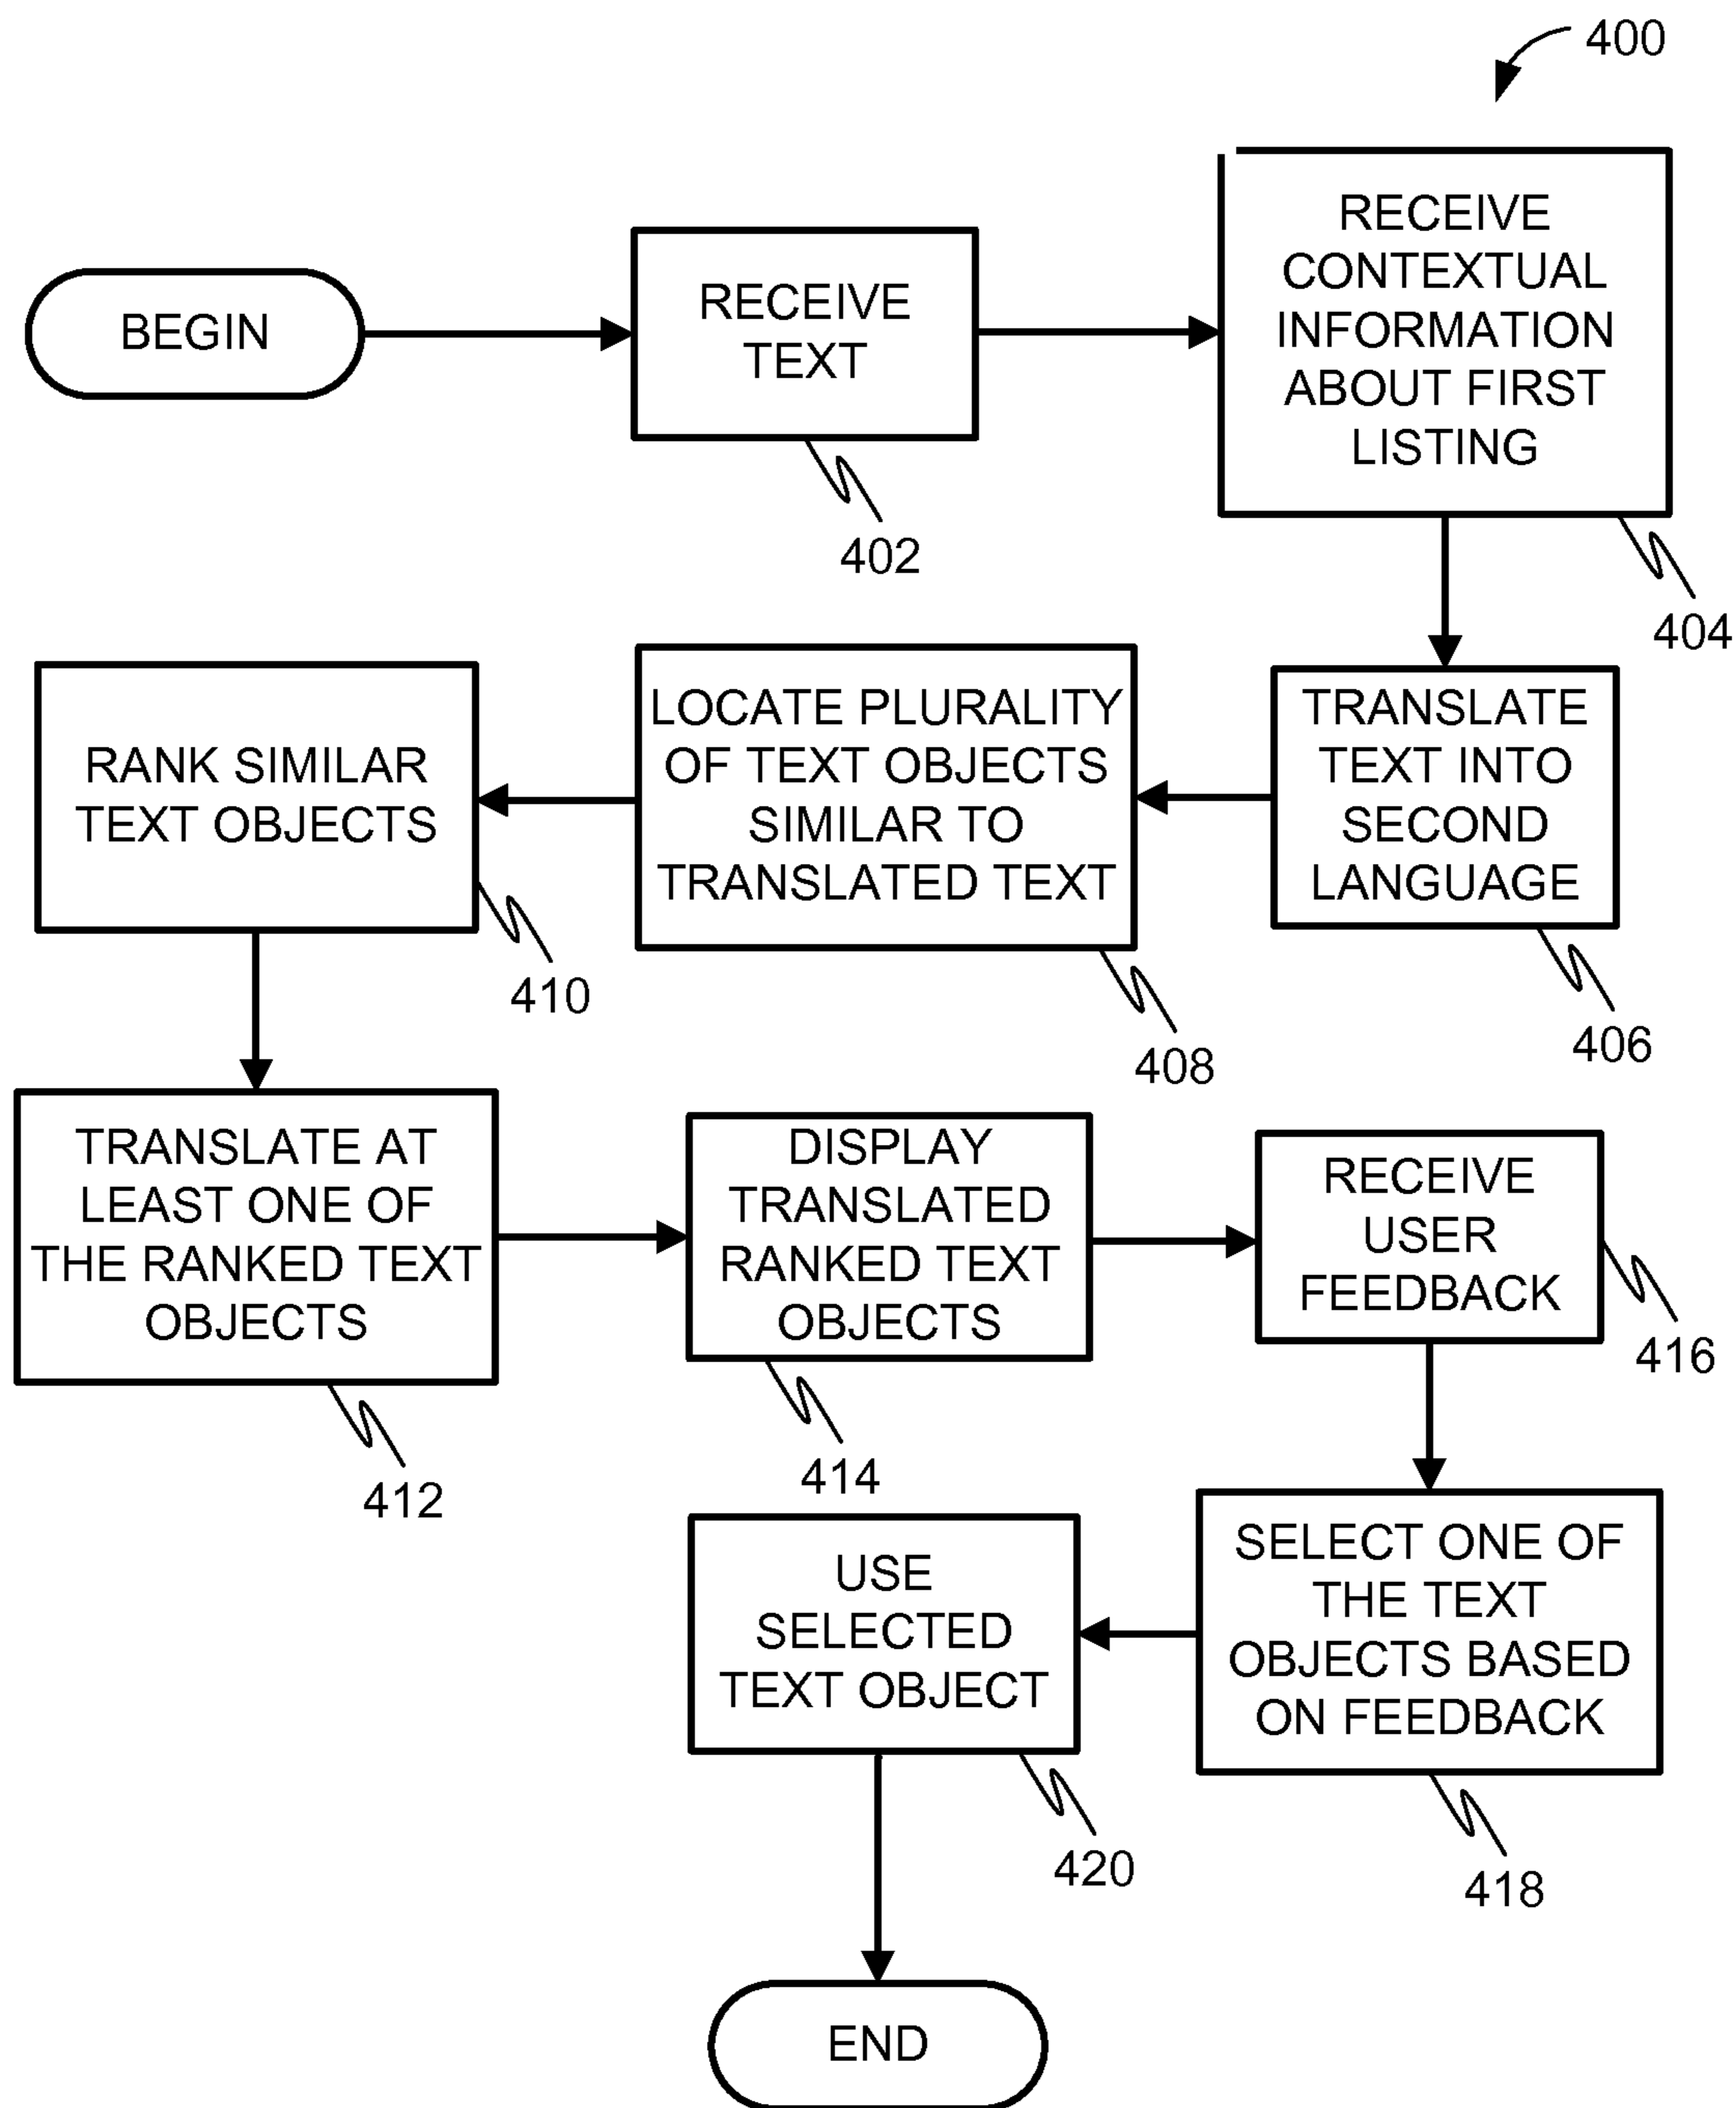 400
BEGIN
RECEIVE
TEXT
402
RECEIVE
CONTEXTUAL
INFORMATION
ABOUT FIRST
LISTING
404
TRANSLATE
TEXT INTO
SECOND
LANGUAGE
406
LOCATE PLURALITY
OF TEXT OBJECTS
SIMILAR TO
TRANSLATED TEXT
408
RANK SIMILAR
TEXT OBJECTS
410
TRANSLATE AT
LEAST ONE OF
THE RANKED TEXT
OBJECTS
412
DISPLAY
TRANSLATED
RANKED TEXT
OBJECTS
414
RECEIVE
USER
FEEDBACK
416
SELECT ONE OF
THE TEXT
OBJECTS BASED
ON FEEDBACK
418
USE
SELECTED
TEXT OBJECT
420
END